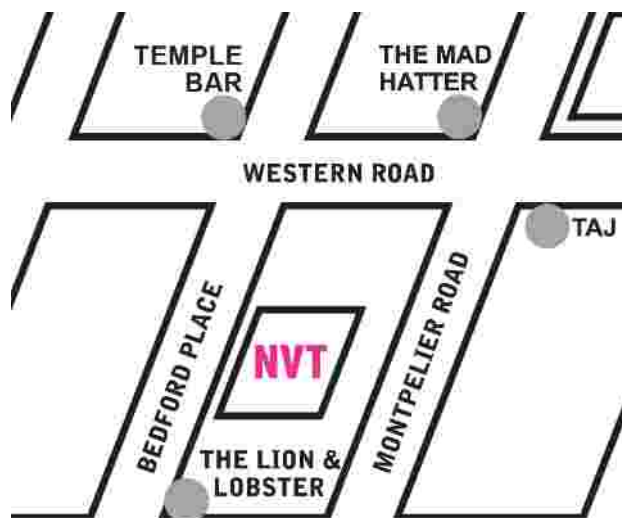 TEMPLE
BAR
THE MAD
HATTER
WESTERN ROAD
TAJ
BEDFORD PLACE
NVT
MONTPELIER ROAD
THE LION &
LOBSTER